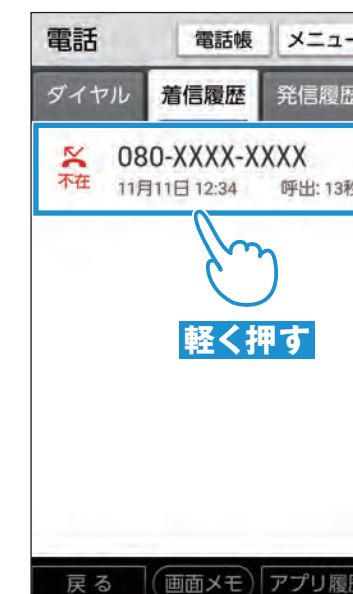 電話 電話帳 メニュー
ダイヤル 着信履歴 発信履歴
080-XXXX-XXXX
不在 11月11日 12:34 呼出: 13秒
軽く押す
戻る 画面メモ アプリ履歴